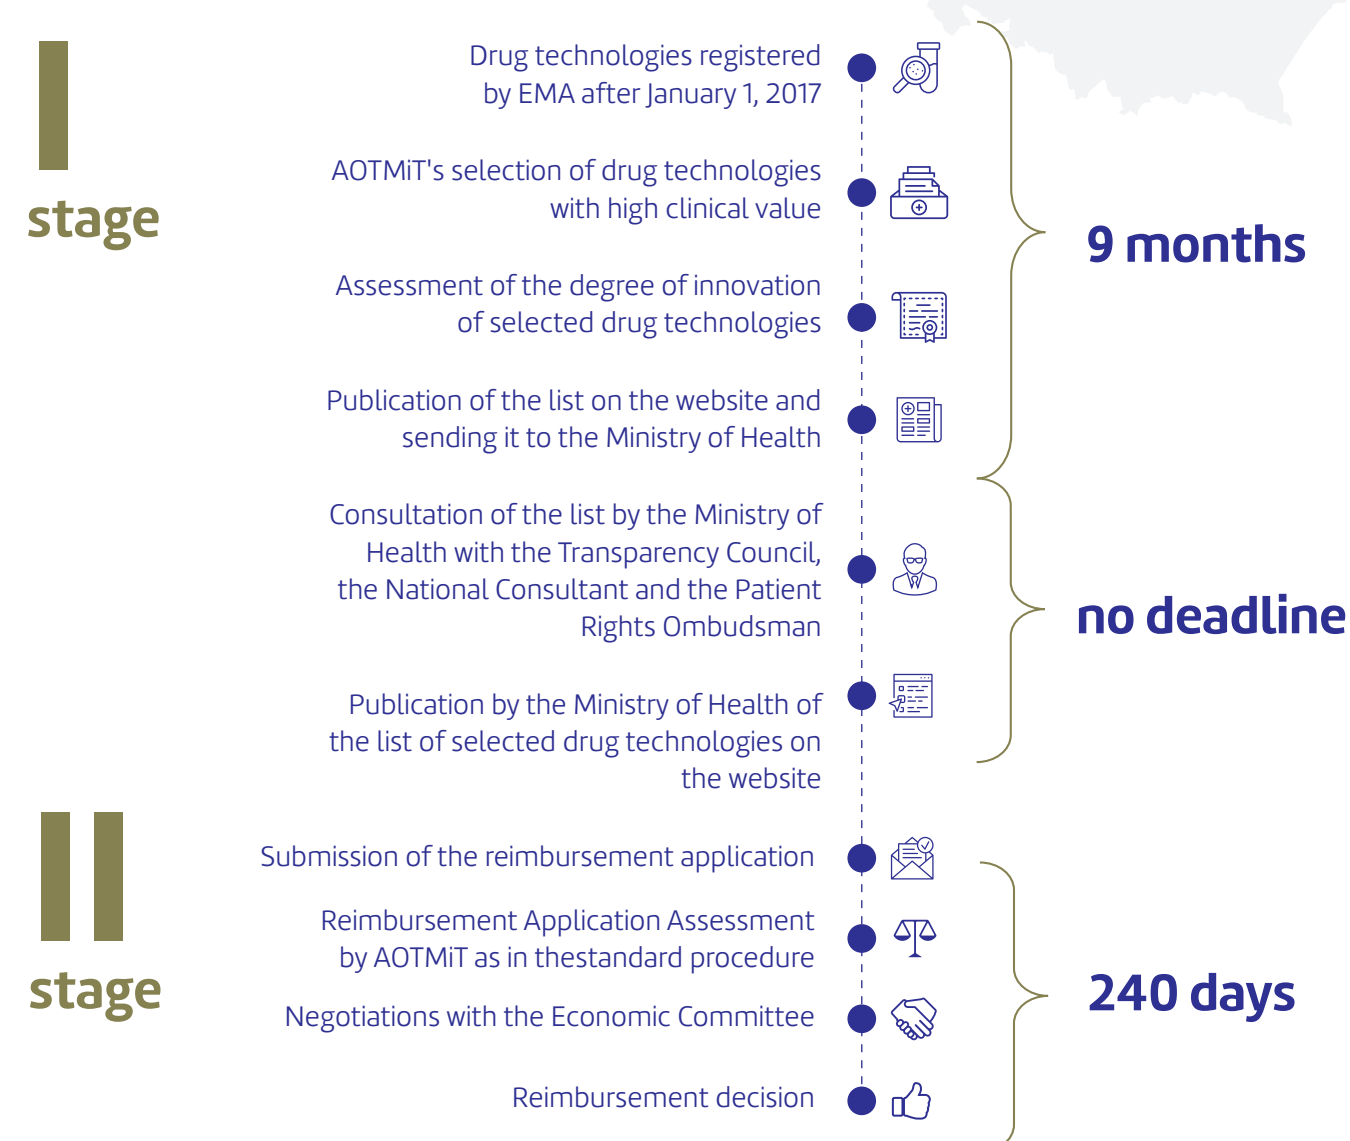 I
stage
Drug technologies registered
by EMA after January 1, 2017
AOTMiT's selection of drug technologies
with high clinical value
Assessment of the degree of innovation
of selected drug technologies
Publication of the list on the website and
sending it to the Ministry of Health
9 months
Consultation of the list by the Ministry of
Health with the Transparency Council,
the National Consultant and the Patient
Rights Ombudsman
Publication by the Ministry of Health of
the list of selected drug technologies on
the website
no deadline
II
stage
Submission of the reimbursement application
Reimbursement Application Assessment
by AOTMiT as in thestandard procedure
Negotiations with the Economic Committee
Reimbursement decision
240 days